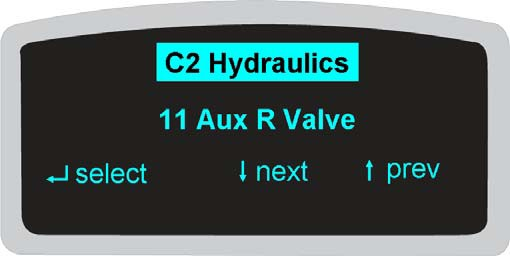 C2 Hydraulics
11 Aux R Valve
↵ select ↓ next ↑ prev